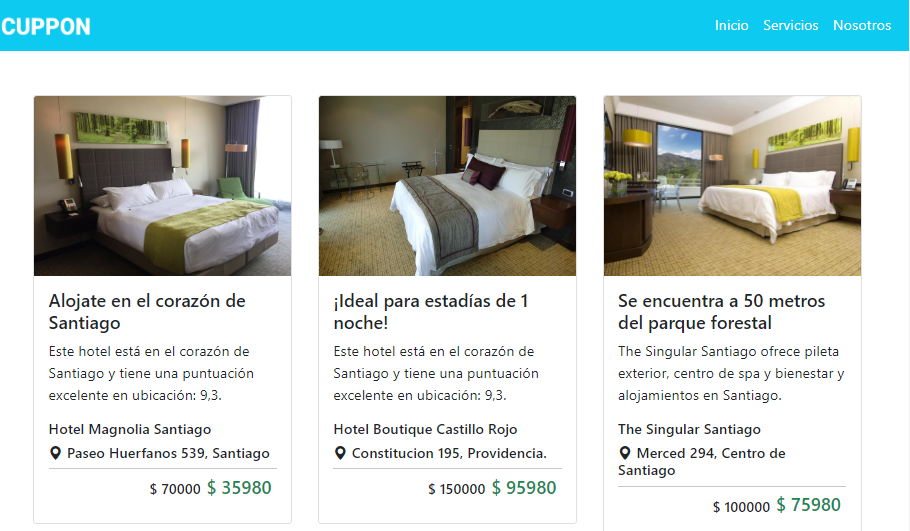 CUPPON
Inicio Servicios Nosotros
Alojate en el corazón de
Santiago
Este hotel está en el corazón de
Santiago y tiene una puntuación
excelente en ubicación: 9,3.
Hotel Magnolia Santiago
Paseo Huerfanos 539, Santiago
$ 70000 $ 35980
¡Ideal para estadías de 1
noche!
Este hotel está en el corazón de
Santiago y tiene una puntuación
excelente en ubicación: 9,3.
Hotel Boutique Castillo Rojo
Constitucion 195, Providencia.
$ 150000 $ 95980
Se encuentra a 50 metros
del parque forestal
The Singular Santiago ofrece pileta
exterior, centro de spa y bienestar y
alojamientos en Santiago.
The Singular Santiago
Merced 294, Centro de
Santiago
$ 100000 $ 75980